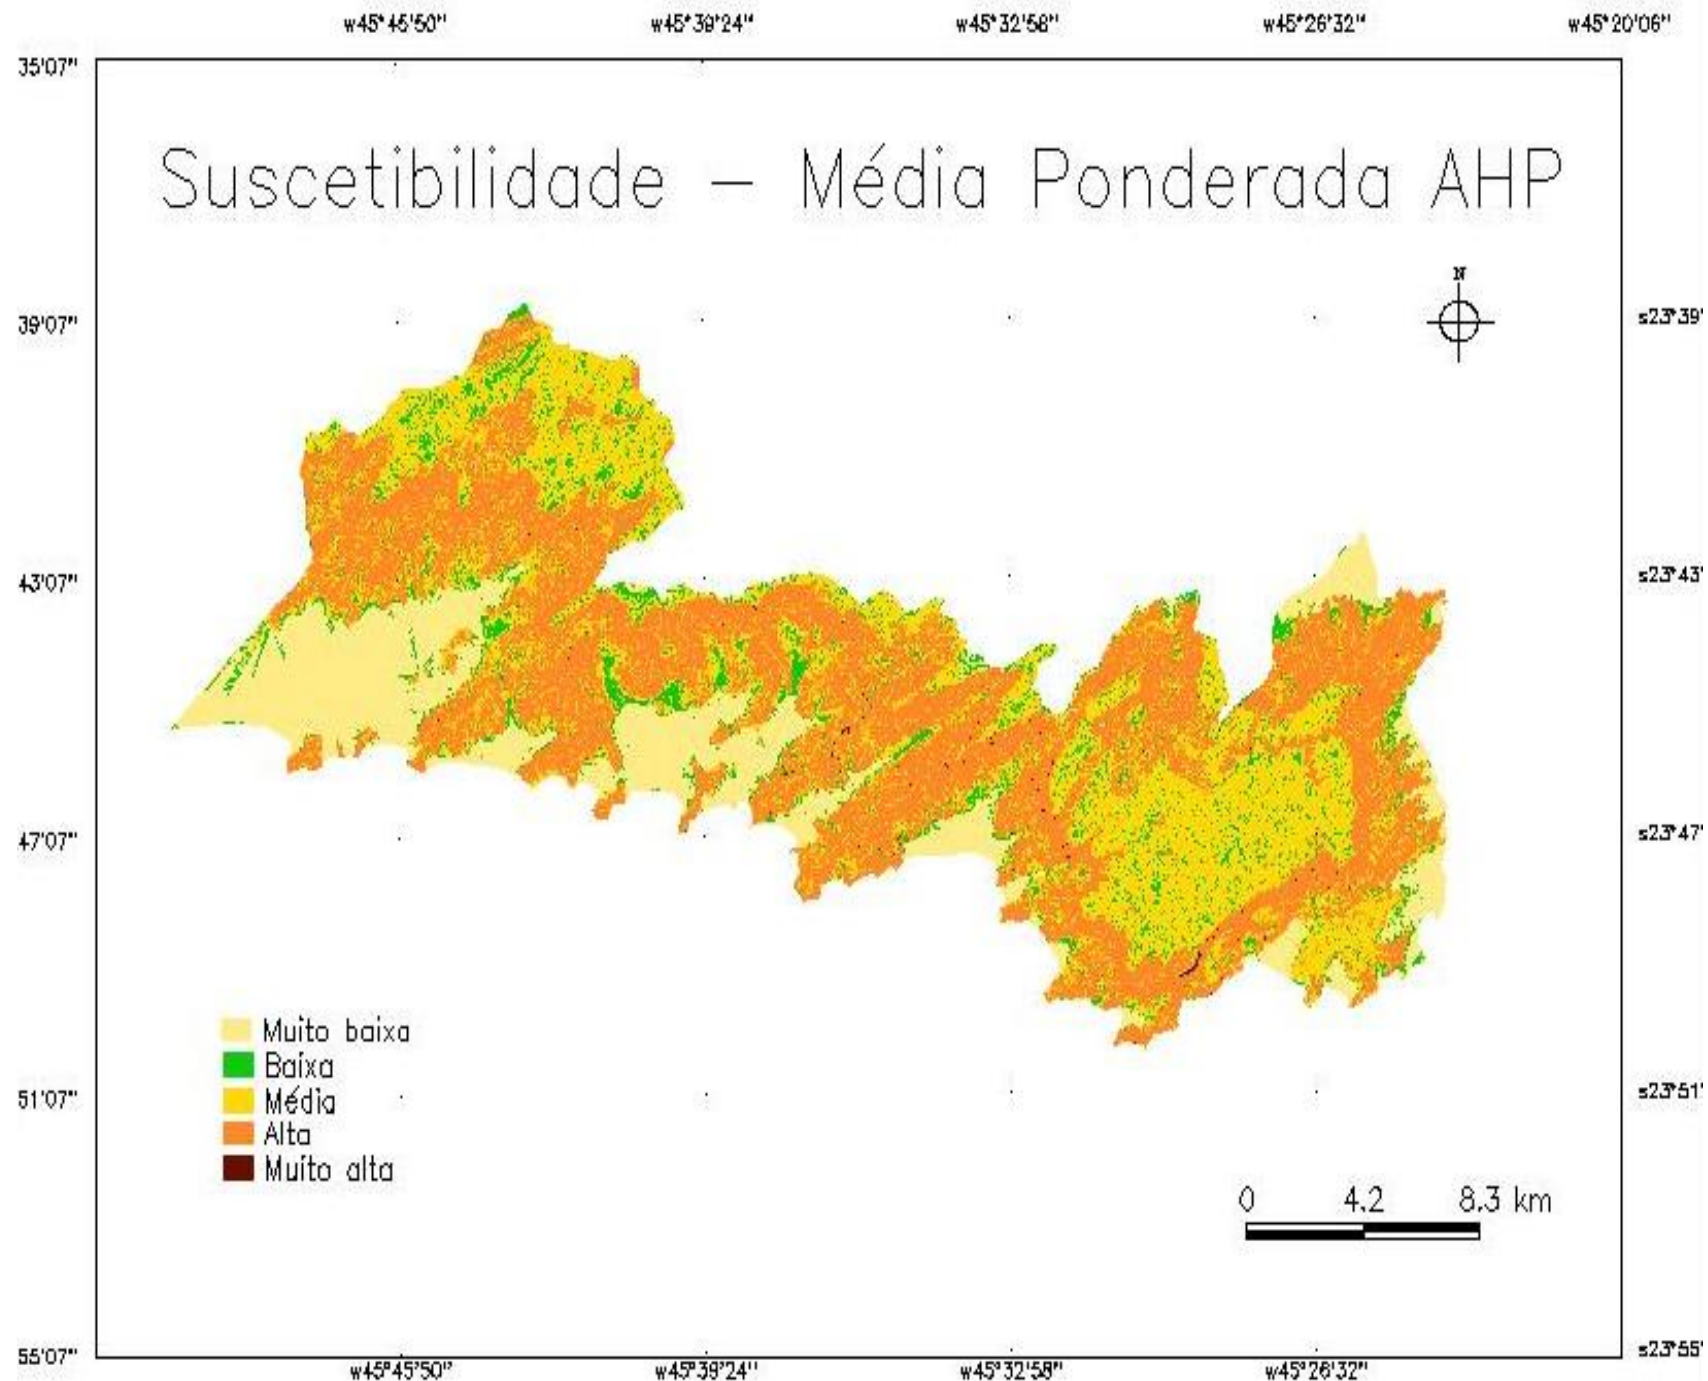 w45°45'50" w45°39'24" w45°32'58" w45°26'32" w45°20'06"
35'07"
Suscetibilidade - Média Ponderada AHP
N
39'07" s23°39'
43'07" s23°43'
47'07" s23°47'
Muito baixa
Baixa
Média
Alta
Muito alta
51'07" s23°51'
0 4.2 8.3 km
55'07" s23°55'
w45°45'50" w45°39'24" w45°32'58" w45°26'32"